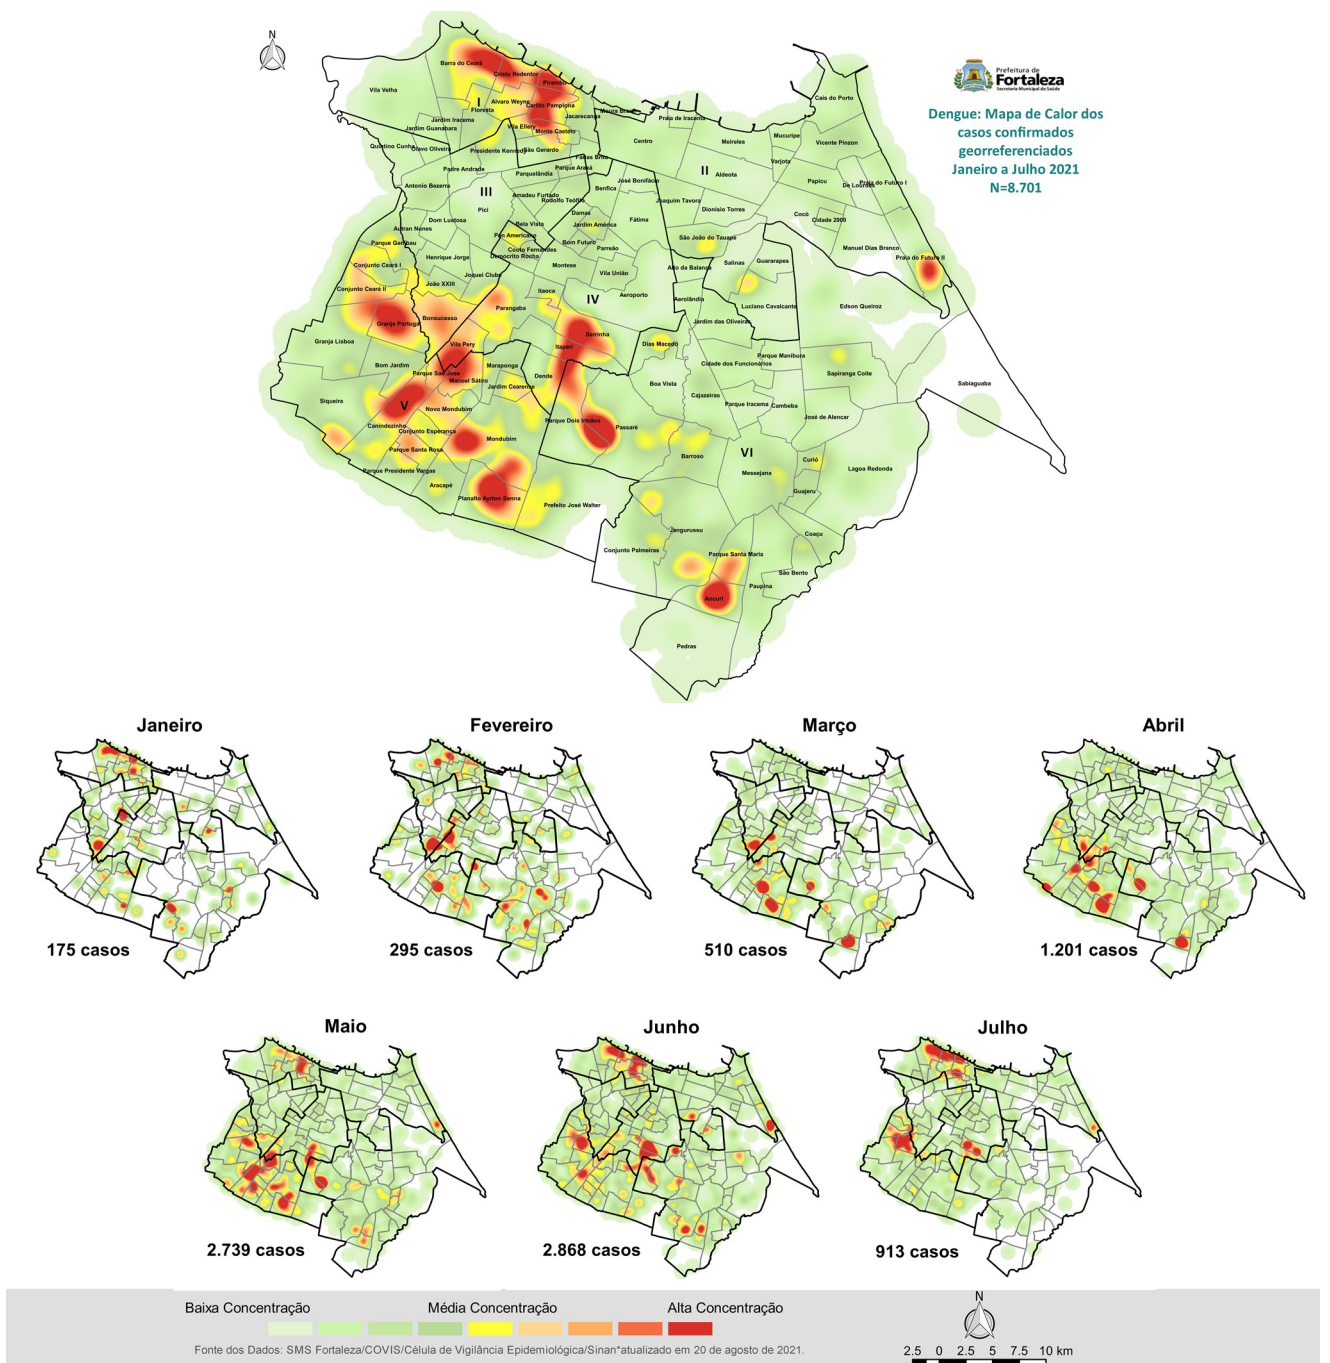 N
Prefeitura de
Fortaleza
Secretaria Municipal da Saúde
Dengue: Mapa de Calor dos
casos confirmados
georreferenciados
Janeiro a Julho 2021
N=8.701
Barra do Ceará
Cristo Redentor
Pirambu
Vila Velha
I
Alvaro Weyne
Carlito Pamplona
Floresta
Jacarecanga
Moura Brasil
Praia de Iracema
Cais do Porto
Jardim Iracema
Jardim Guanabara
Vila Ellery
Monte Castelo
Quintino Cunha
Olavo Oliveira
Presidente Kennedy
São Gerardo
Farias Brito
Centro
Meireles
Mucuripe
Vicente Pinzon
Varjota
Padre Andrade
Parquelândia
Parque Araxá
II
Aldeota
Antonio Bezerra
III
Amadeu Furtado
Rodolfo Teófilo
Benfica
José Bonifácio
Joaquim Tavora
Papicu
De Lourdes
Praia do Futuro I
Pici
Damas
Dionisio Torres
Cocó
Cidade 2000
Dom Lustosa
Autran Nunes
Bela Vista
Jardim América
Fátima
Parque Genibau
Pan Americano
Bom Futuro
Parreão
São João do Tauape
Manuel Dias Branco
Couto Fernandes
Democrito Rocha
Henrique Jorge
Praia do Futuro II
Conjunto Ceará I
Joquei Clube
Montese
Vila União
Alto da Balança
Salinas
Guararapes
João XXIII
Conjunto Ceará II
Itaoca
IV
Aeroporto
Aerolândia
Luciano Cavalcante
Edson Queiroz
Parangaba
Granja Portugal
Bonsucesso
Jardim das Oliveiras
Serrinha
Granja Lisboa
Vila Pery
Itaperi
Dias Macedo
Parque Manibura
Cidade dos Funcionários
Bom Jardim
Parque São José
Maraponga
Manoel Sátiro
Jardim Cearense
Dende
Boa Vista
Sapiranga Coite
Sabiaguaba
Siqueira
V
Novo Mondubim
Cajazeiras
Parque Iracema
Cambeba
José de Alencar
Canindezinho
Conjunto Esperança
Parque Dois Irmãos
Passaré
Mondubim
Parque Santa Rosa
Barroso
VI
Curió
Parque Presidente Vargas
Messejana
Lagoa Redonda
Aracapé
Guajeru
Planalto Ayrton Senna
Prefeito José Walter
Jangurussu
Coaçu
Conjunto Palmeiras
Parque Santa Maria
São Bento
Paupina
Ancuri
Pedras
Janeiro
Fevereiro
Março
Abril
175 casos
295 casos
510 casos
1.201 casos
Maio
Junho
Julho
2.739 casos
2.868 casos
913 casos
Baixa Concentração
Média Concentração
Alta Concentração
N
Fonte dos Dados: SMS Fortaleza/COVIS/Célula de Vigilância Epidemiológica/Sinan*atualizado em 20 de agosto de 2021.
2.5 0 2.5 5 7.5 10 km